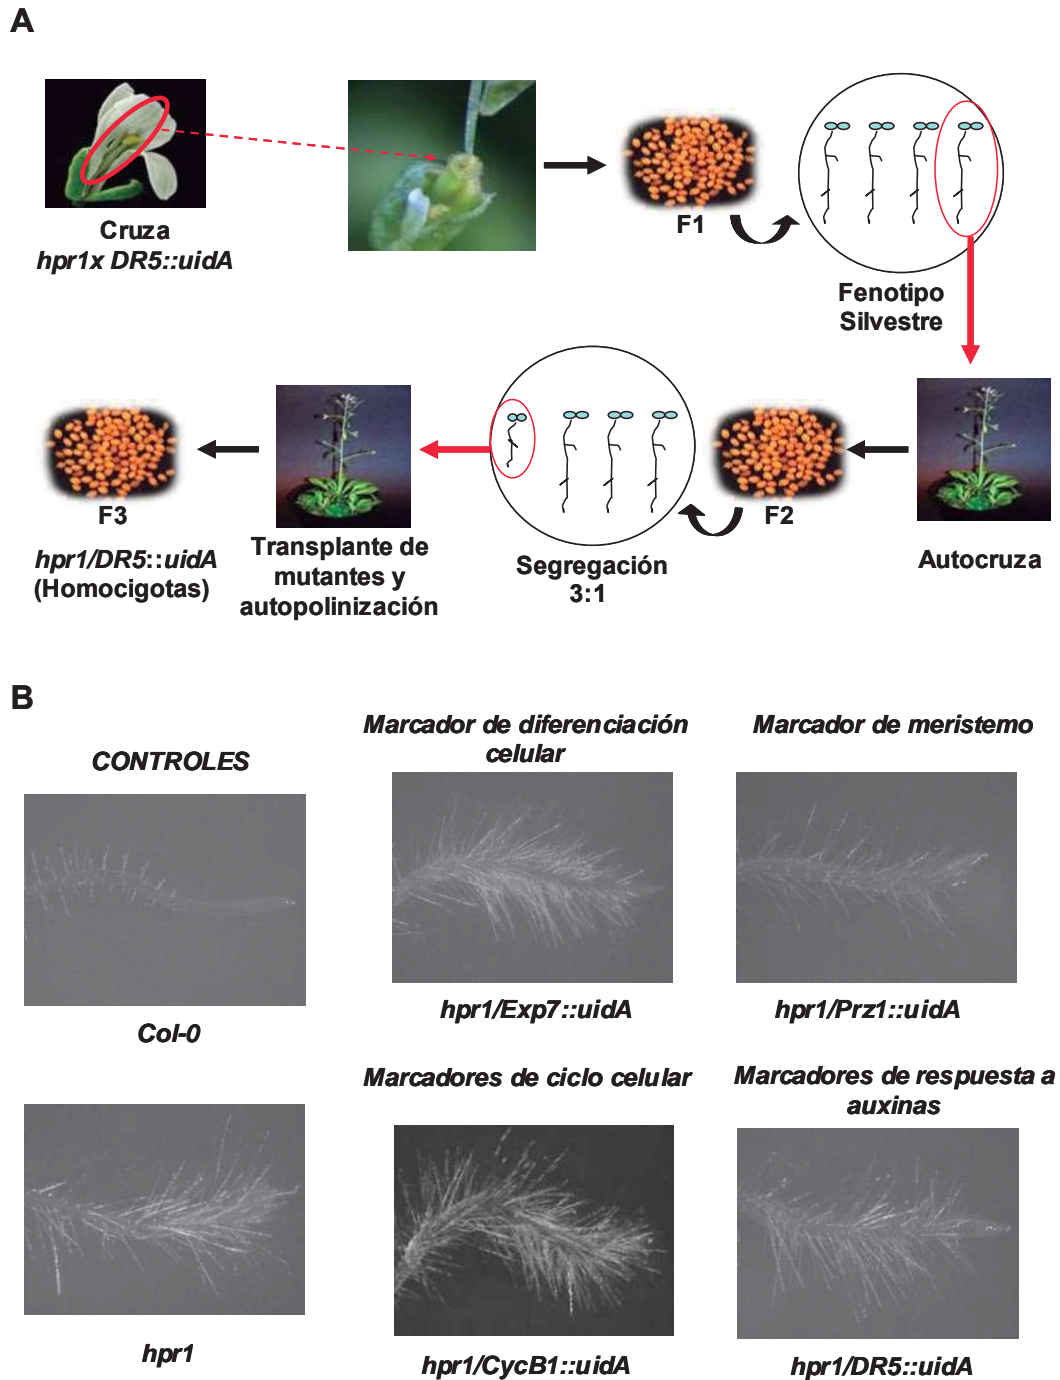 A
Cruza
hpr1x DR5::uidA
F1
Fenotipo
Silvestre
F3
hpr1/DR5::uidA
(Homocigotas)
Transplante de
mutantes y
autopolinización
Segregación
3:1
F2
Autocruza
B
CONTROLES
Marcador de diferenciación
celular
Marcador de meristemo
Col-0
hpr1/Exp7::uidA
hpr1/Prz1::uidA
Marcadores de ciclo celular
Marcadores de respuesta a
auxinas
hpr1
hpr1/CycB1::uidA
hpr1/DR5::uidA